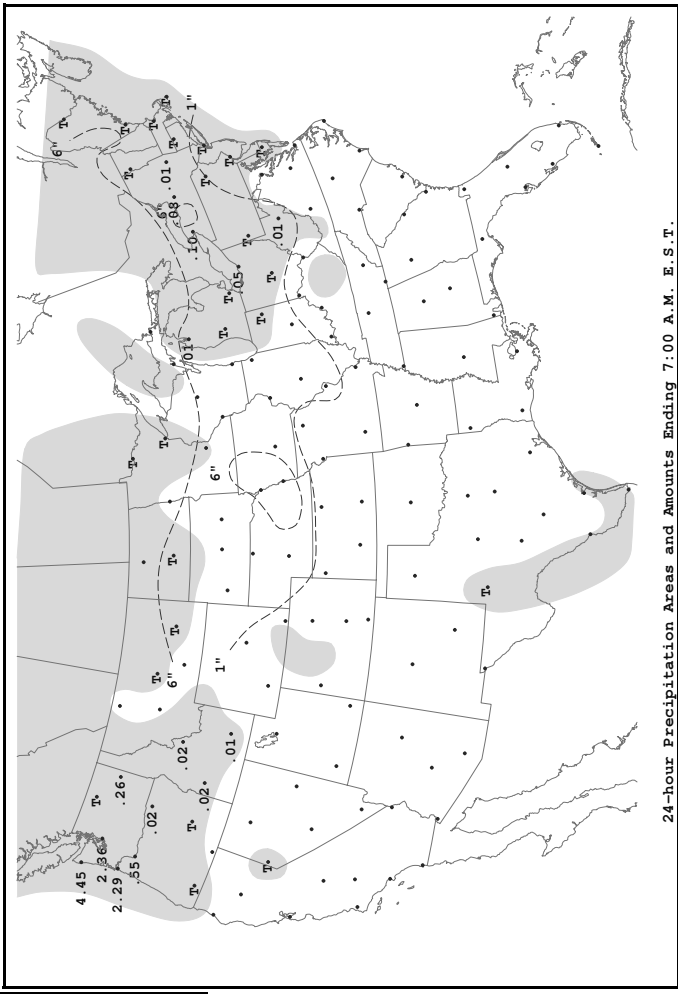 6"
T
4.45
T
2.36
2.29
.26
T
T
T
.55
.02
T
T
6"
T
.01
T
6"
.08
T
T
T
.02
.01
1"
T
T
.10
T
.02
T
6"
1"
T
T
T
.01
.05
T
T
T
T
T
.01
T
24-hour Precipitation Areas and Amounts Ending 7:00 A.M. E.S.T.